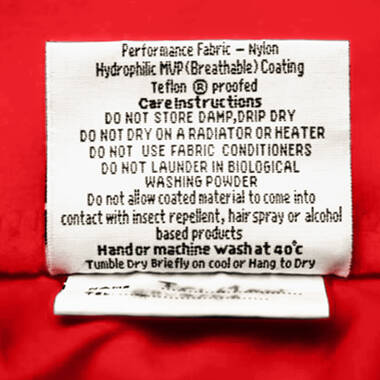 Performance Fabric – Nylon
Hydrophilic MVP (Breathable) Coating
Teflon ® proofed
Care Instructions
DO NOT STORE DAMP,DRIP DRY
DO NOT DRY ON A RADIATOR OR HEATER
DO NOT USE FABRIC CONDITIONERS
DO NOT LAUNDER IN BIOLOGICAL
WASHING POWDER
Do not allow coated material to come into
contact with insect repellent, hair spray or alcohol
based products
Hand or machine wash at 40°c
Tumble Dry Briefly on cool or Hang to Dry
NAME
TEL